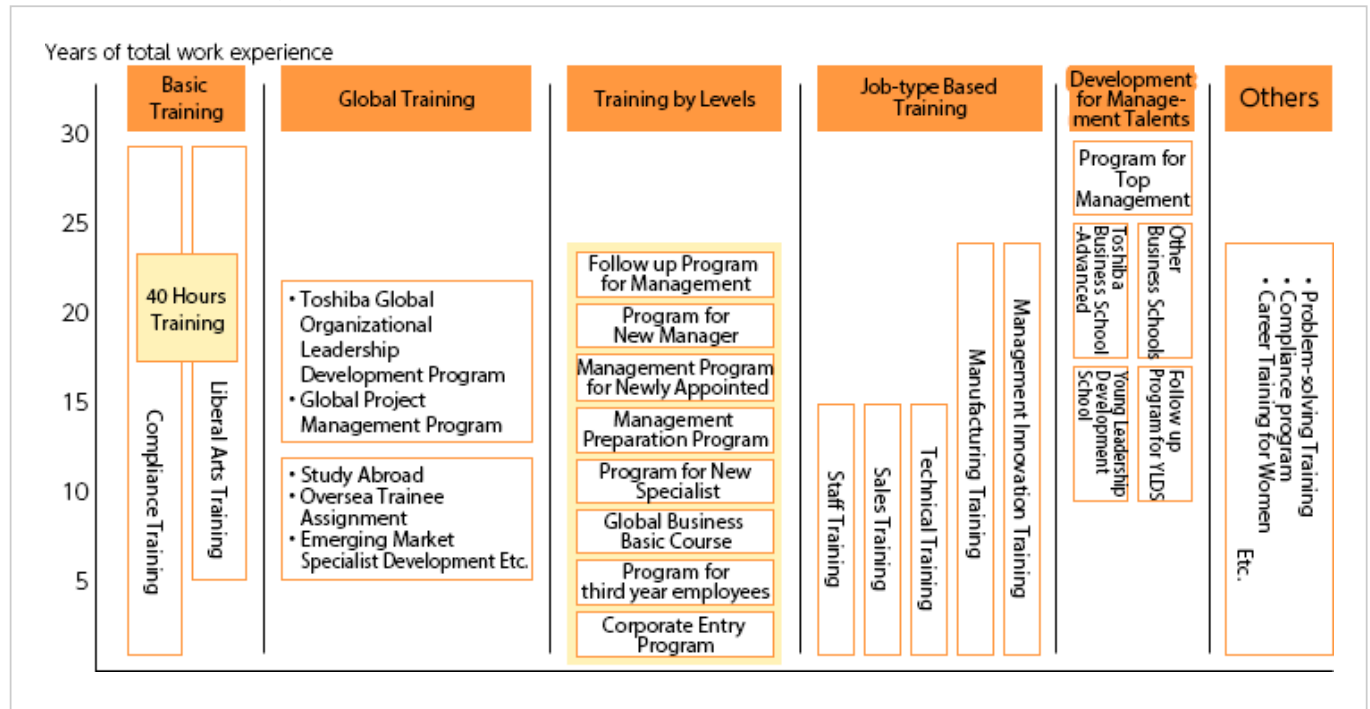 Years of total work experience
Basic
Training
Global Training
Training by Levels
Job-type Based
Training
Development
for Manage-
ment Talents
Others
30
25
20
15
10
5
40 Hours
Training
Compliance Training
Liberal Arts Training
• Toshiba Global
Organizational
Leadership
Development Program
• Global Project
Management Program
• Study Abroad
• Oversea Trainee
Assignment
• Emerging Market
Specialist Development Etc.
Follow up Program
for Management
Program for
New Manager
Management Program
for Newly Appointed
Management
Preparation Program
Program for New
Specialist
Global Business
Basic Course
Program for
third year employees
Corporate Entry
Program
Staff Training
Sales Training
Technical Training
Manufacturing Training
Management Innovation Training
Program for
Top
Management
Toshiba
Business School
-Advanced
Other
Business Schools
Young Leadership
Development
School
Follow up
Program for YLDS
• Problem-solving Training
• Compliance program
• Career Training for Women
Etc.